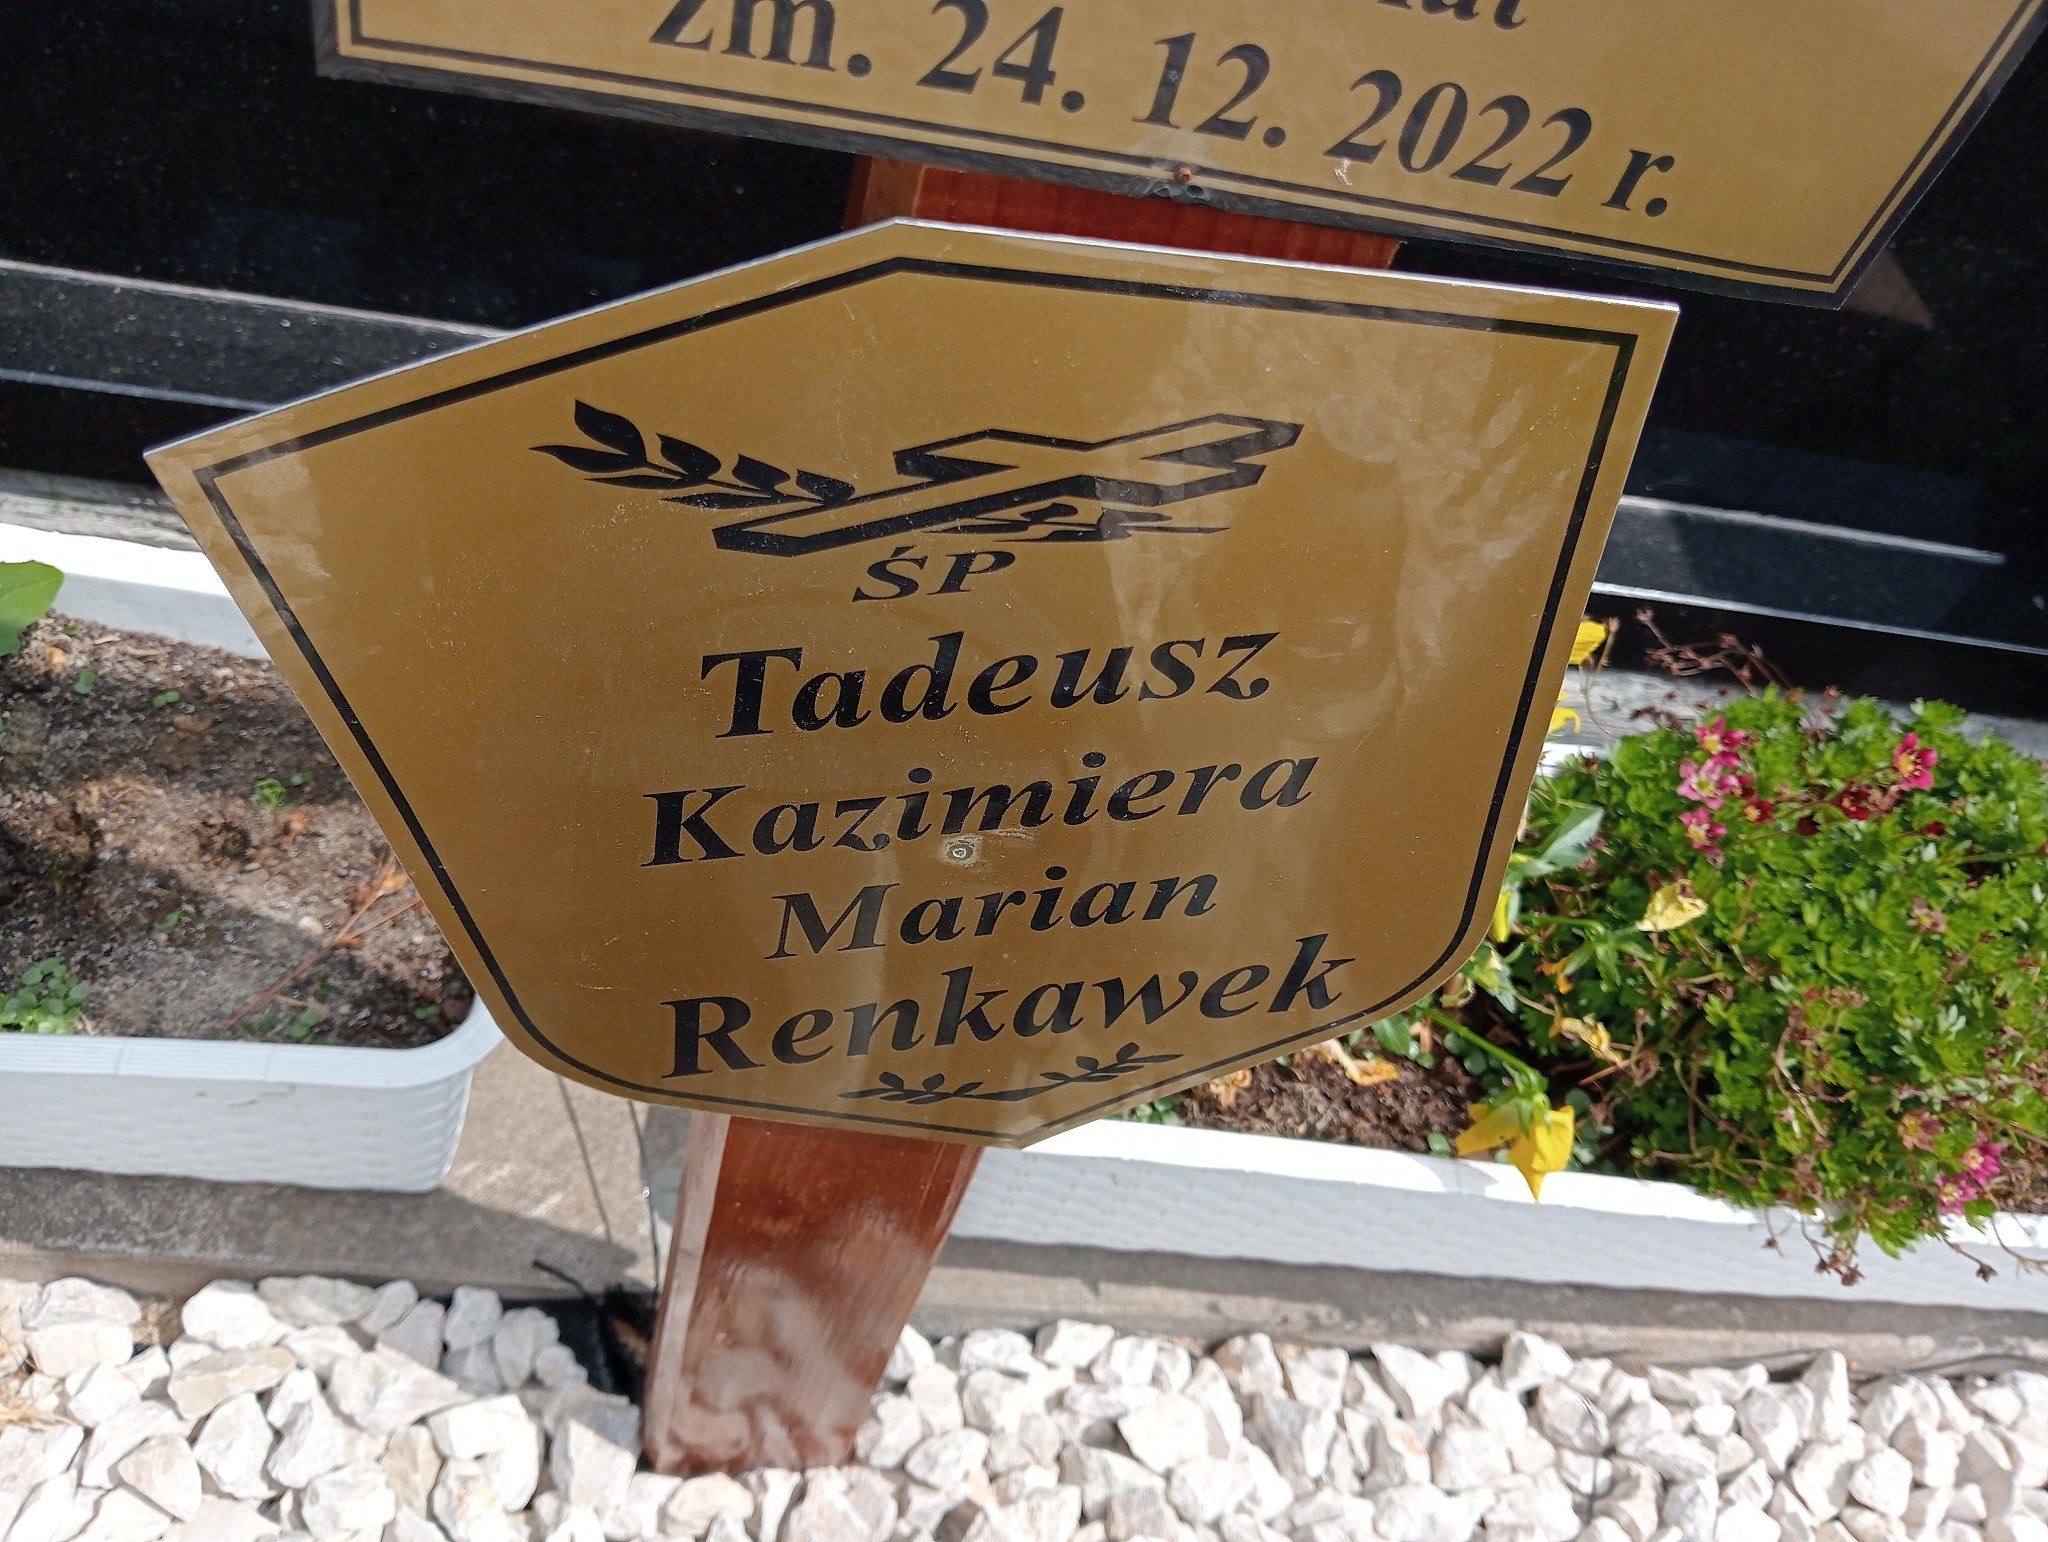 zm. 24. 12. 2022 r.
ŚP
Tadeusz
Kazimiera
Marian
Renkawek